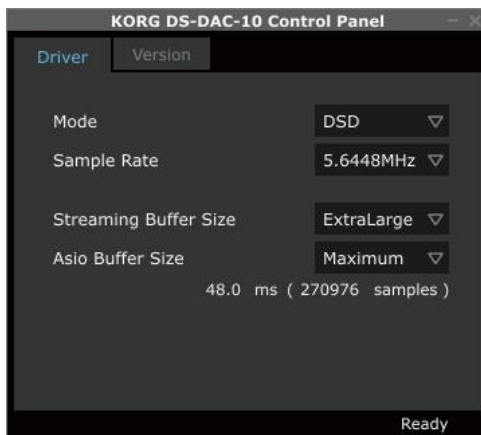 KORG DS-DAC-10 Control Panel
Driver Version
Mode DSD
Sample Rate 5.6448MHz
Streaming Buffer Size ExtraLarge
Asio Buffer Size Maximum
48.0 ms ( 270976 samples )
Ready